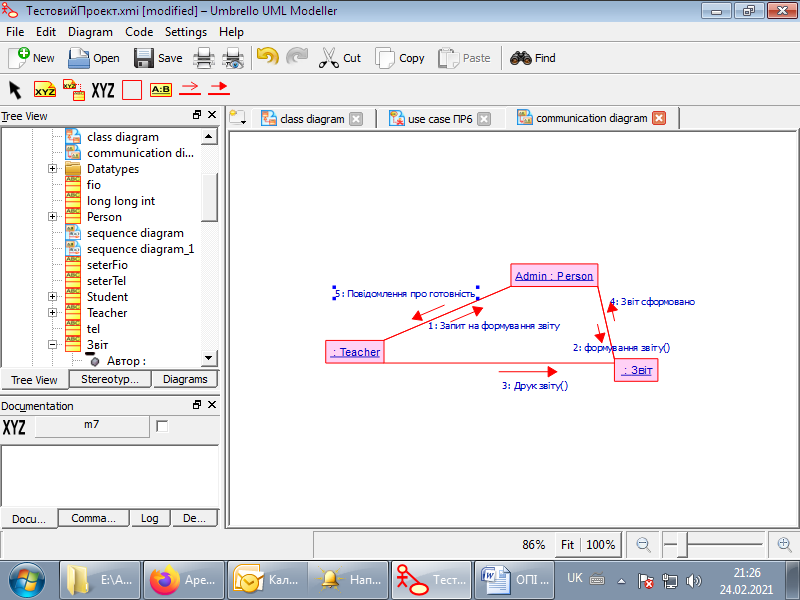 ТестовийПроект.xmi [modified] – Umbrello UML Modeller
File Edit Diagram Code Settings Help
New Open Save Cut Copy Paste Find
XYZ XYZ XYZ A:B
Tree View
class diagram use case ПР6 communication diagram
class diagram
communication di...
Datatypes
fio
long long int
Person
sequence diagram
sequence diagram_1
seterFio
seterTel
Student
Teacher
tel
Звіт
Автор :
Tree View Stereotyp... Diagrams
Documentation
XYZ m7
Docu... Comma... Log De...
Admin : Person
5 : Повідомлення про готовність
4: Звіт сформовано
1: Запит на формування звіту
: Teacher
2: формування звіту()
: Звіт
3: Друк звіту()
86% Fit 100%
E:\A... Аре... Кал... Нап... Тест... ОПІ ... UK 21:26
24.02.2021